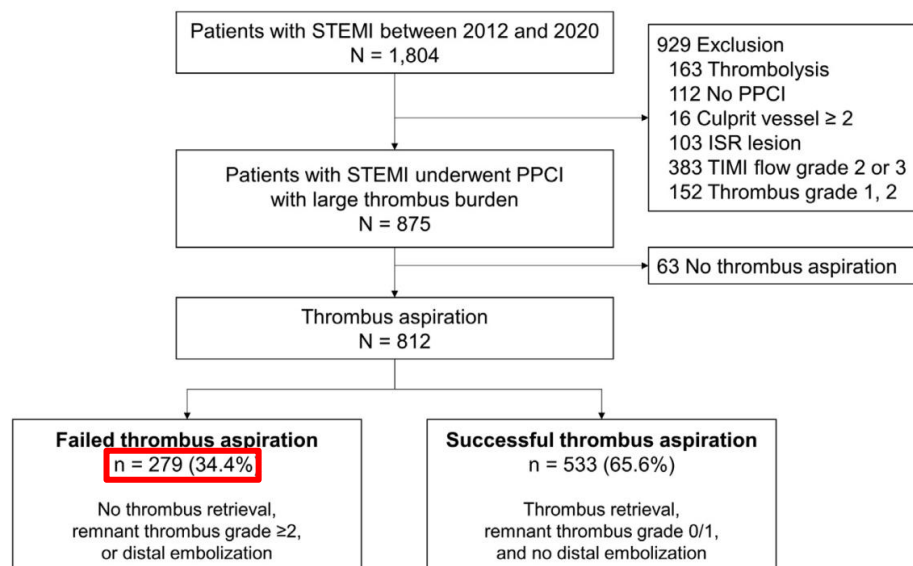 Patients with STEMI between 2012 and 2020
N = 1,804
929 Exclusion
163 Thrombolysis
112 No PPCI
16 Culprit vessel ≥ 2
103 ISR lesion
383 TIMI flow grade 2 or 3
152 Thrombus grade 1, 2
Patients with STEMI underwent PPCI
with large thrombus burden
N = 875
63 No thrombus aspiration
Thrombus aspiration
N = 812
Failed thrombus aspiration
n = 279 (34.4%)
No thrombus retrieval,
remnant thrombus grade ≥2,
or distal embolization
Successful thrombus aspiration
n = 533 (65.6%)
Thrombus retrieval,
remnant thrombus grade 0/1,
and no distal embolization